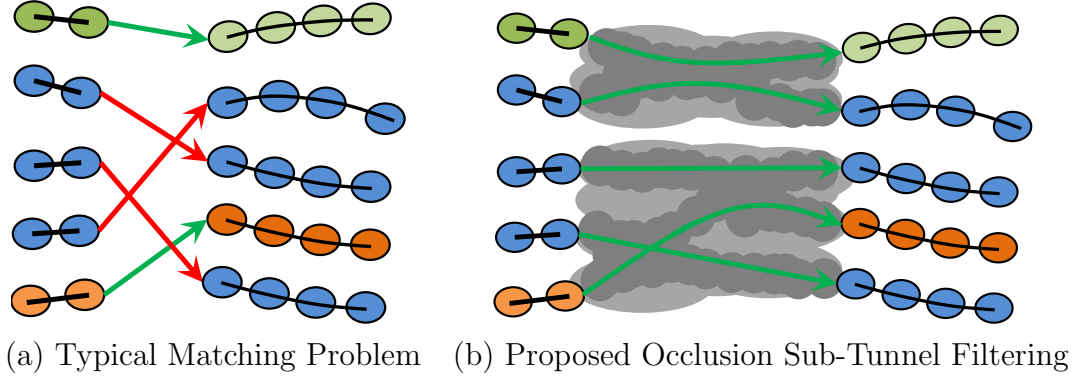 (a) Typical Matching Problem
(b) Proposed Occlusion Sub-Tunnel Filtering